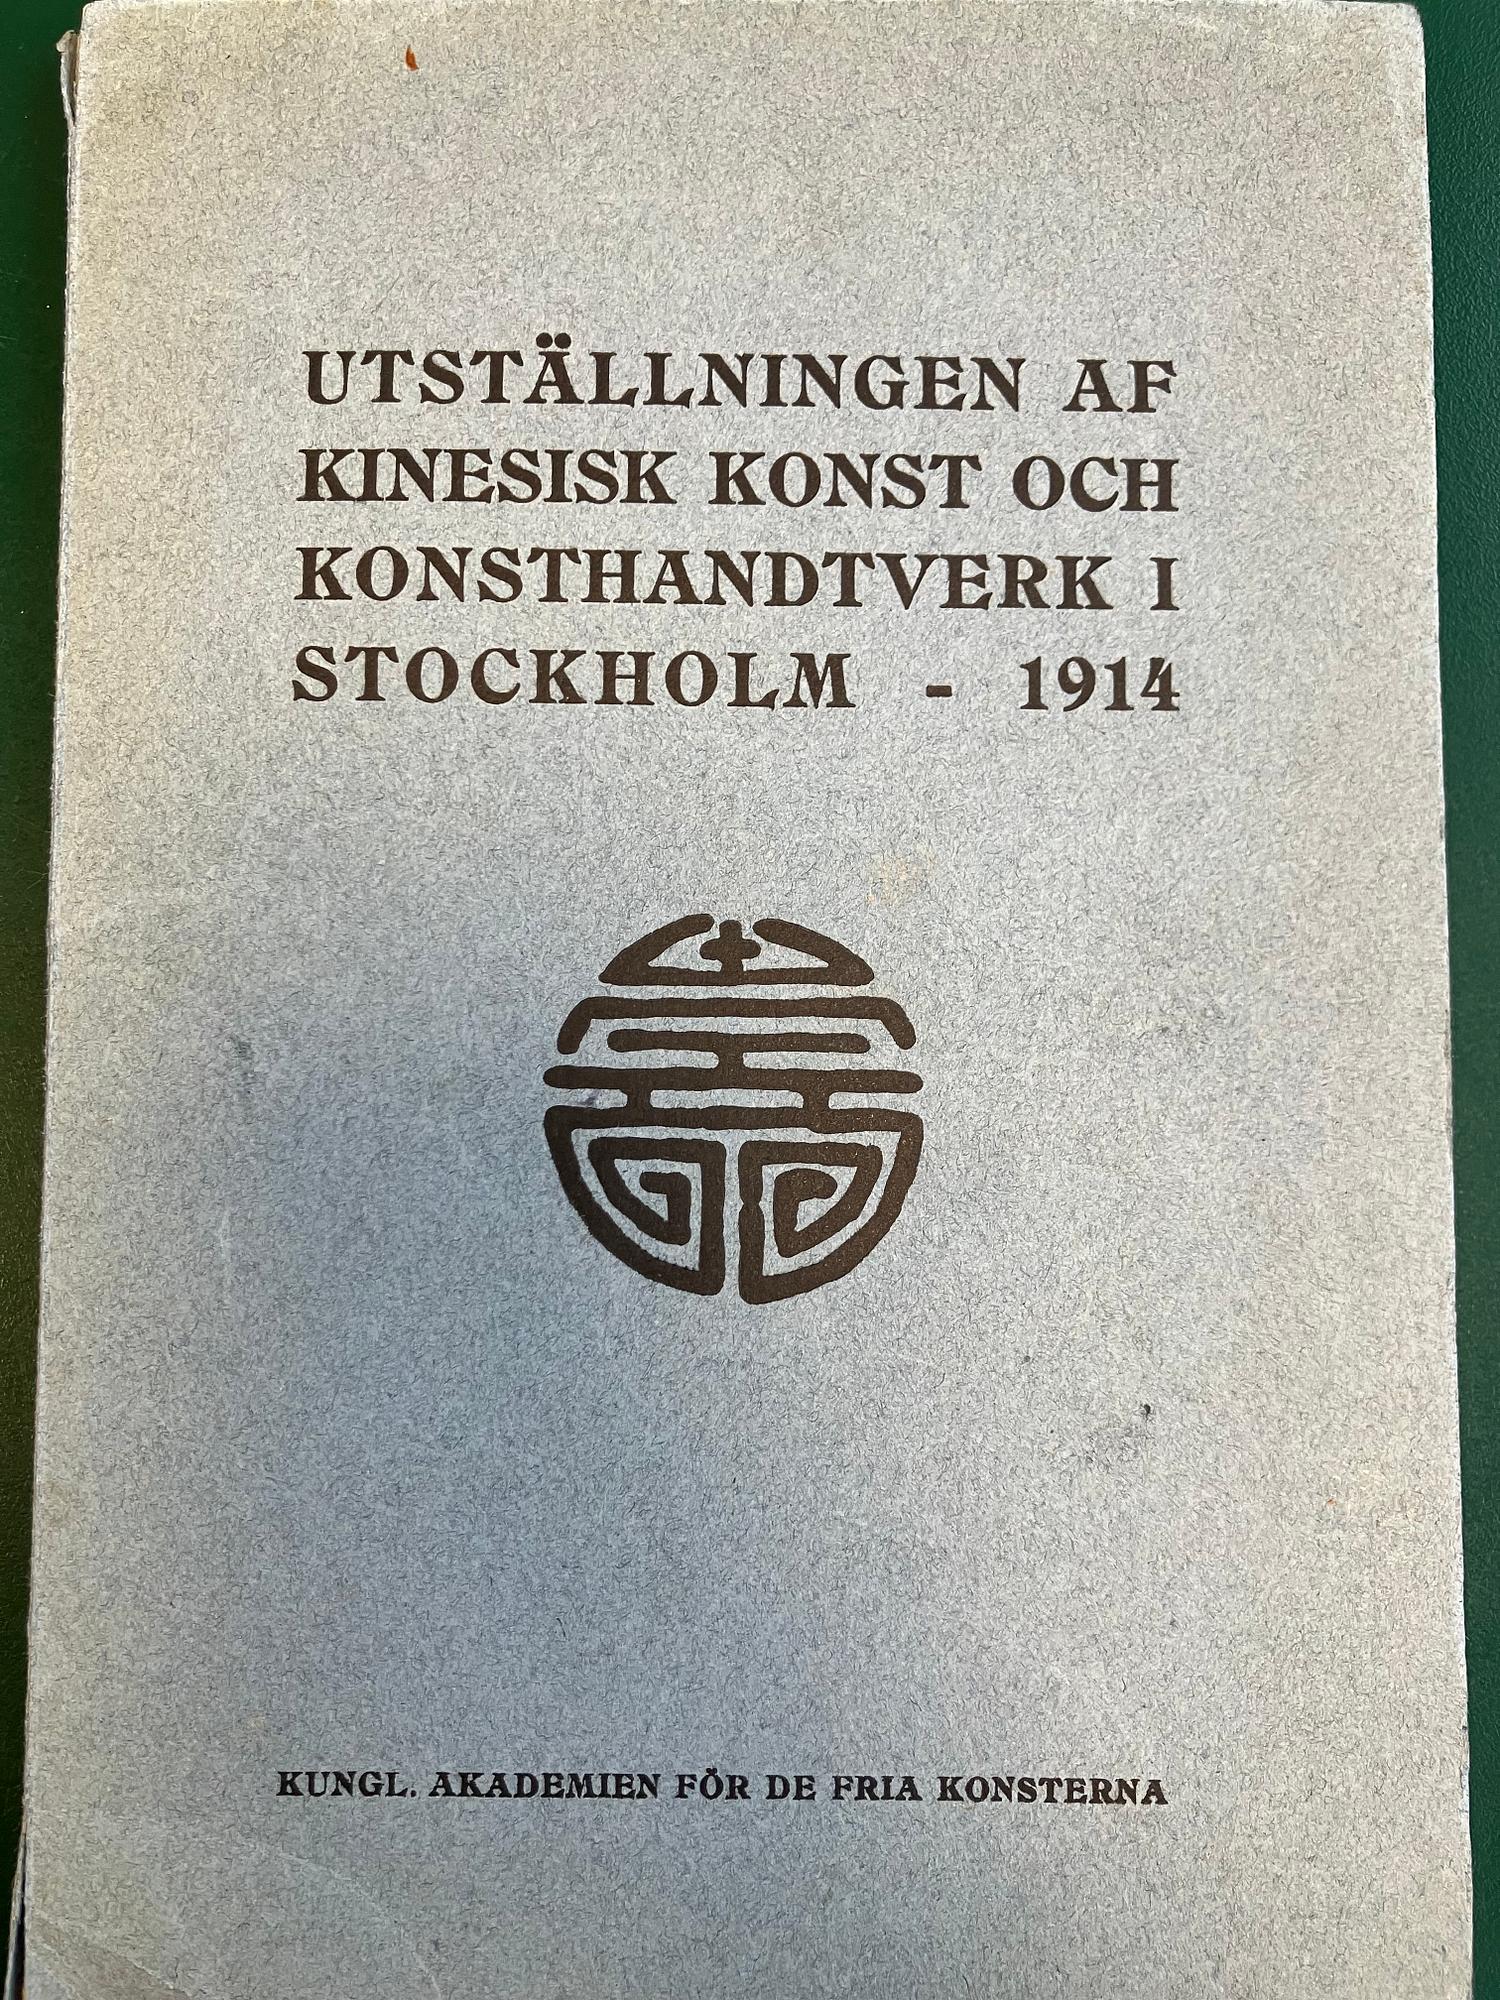 UTSTÄLLNINGEN AF
KINESISK KONST OCH
KONSTHANDTVERK I
STOCKHOLM - 1914
KUNGL. AKADEMIEN FÖR DE FRIA KONSTERNA